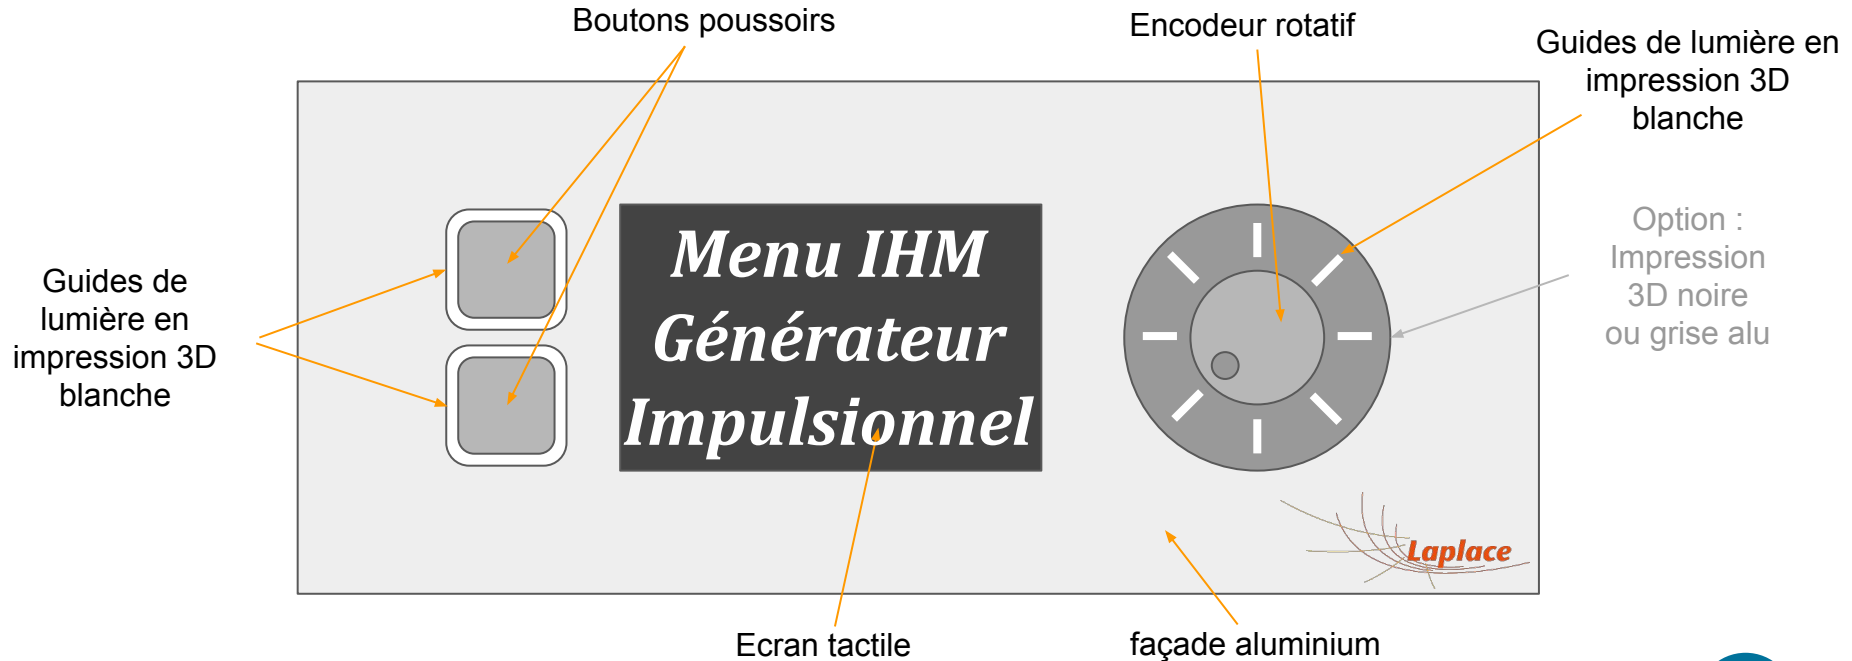 Boutons poussoirs
Encodeur rotatif
Guides de lumière en
impression 3D
blanche
Option :
Impression
3D noire
ou grise alu
Guides de
lumière en
impression 3D
blanche
Menu IHM
Générateur
Impulsionnel
Laplace
Ecran tactile
façade aluminium